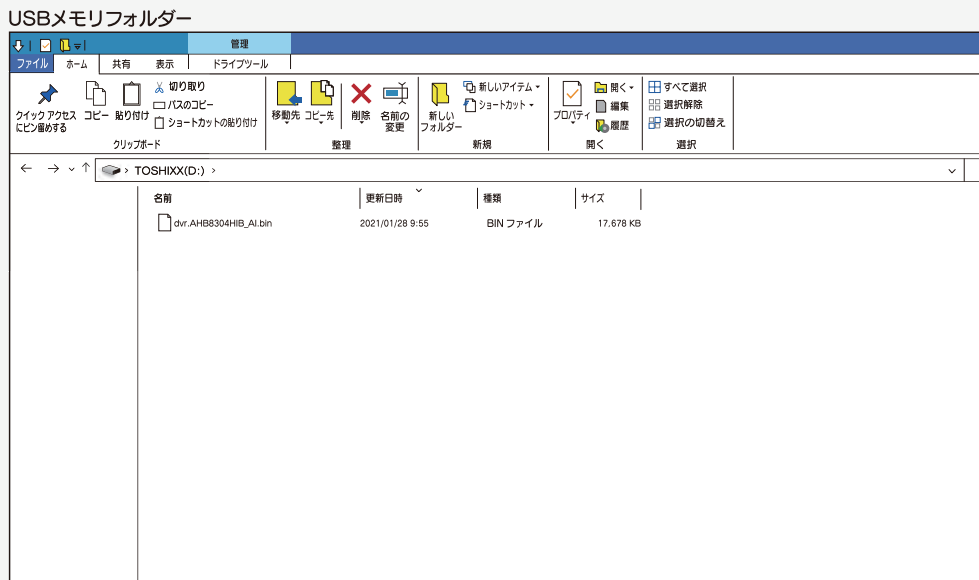 USBメモリフォルダー
管理
ファイル ホーム 共有 表示 ドライブツール
クイック アクセス
にピン留めする
コピー
貼り付け
切り取り
パスのコピー
ショートカットの貼り付け
クリップボード
移動先
コピー先
削除
名前の
変更
整理
新しい
フォルダー
新しいアイテム
ショートカット
新規
プロパティ
開く
編集
履歴
開く
すべて選択
選択解除
選択の切替え
選択
TOSHIXX(D:)
名前 更新日時 種類 サイズ
dvr.AHB8304HIB_AI.bin 2021/01/28 9:55 BIN ファイル 17.678 KB